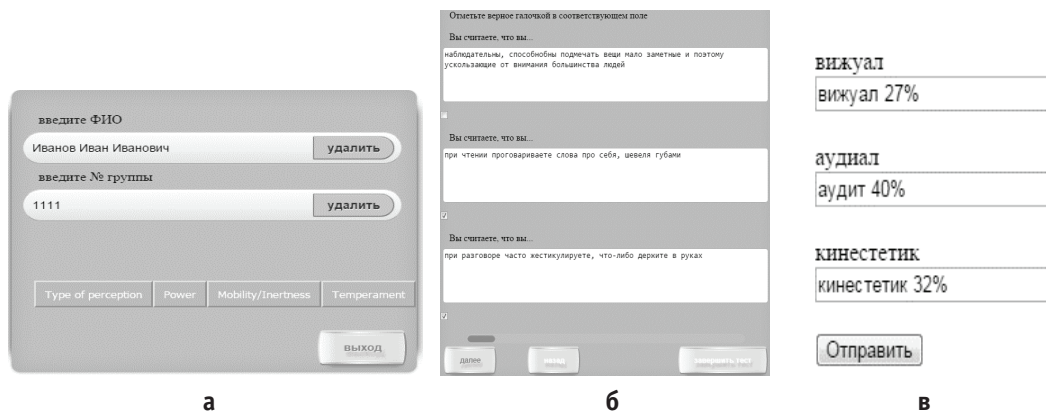 введите ФИО
Иванов Иван Иванович
удалить
введите № группы
1111
удалить
Type of perception
Power
Mobility/Inertness
Temperament
выход
а
Отметьте верное галочкой в соответствующем поле
Вы считаете, что вы...
наблюдательны, способнобны подмечать вещи мало заметные и поэтому
ускользающие от внимания большинства людей
Вы считаете, что вы...
при чтении проговариваете слова про себя, шевеля губами
Вы считаете, что вы...
при разговоре часто жестикулируете, что-либо держите в руках
далее
назад
завершить тест
б
вижуал
вижуал 27%
аудиал
аудит 40%
кинестетик
кинестетик 32%
Отправить
в